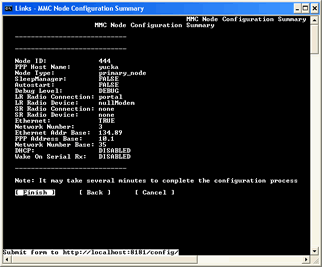 Links - MMC Node Configuration Summary
MMC Node Configuration Summary
MMC Node Configuration Summary
Node ID: 444
PPP Host Name: yucka
Node Type: primary_node
SleepManager: FALSE
Autostart: FALSE
Debug Level: DEBUG
LR Radio Connection: portal
LR Radio Device: nullModem
SR Radio Connection: none
SR Radio Device: none
Ethernet: TRUE
Network Number: 3
Ethernet Addr Base: 134.89
PPP Address Base: 10.1
Network Number Base: 35
DHCP: DISABLED
Wake On Serial Rx: DISABLED
Note: It may take several minutes to complete the configuration process
[ Finish ] [ Back ] [ Cancel ]
Submit form to http://localhost:8181/config/